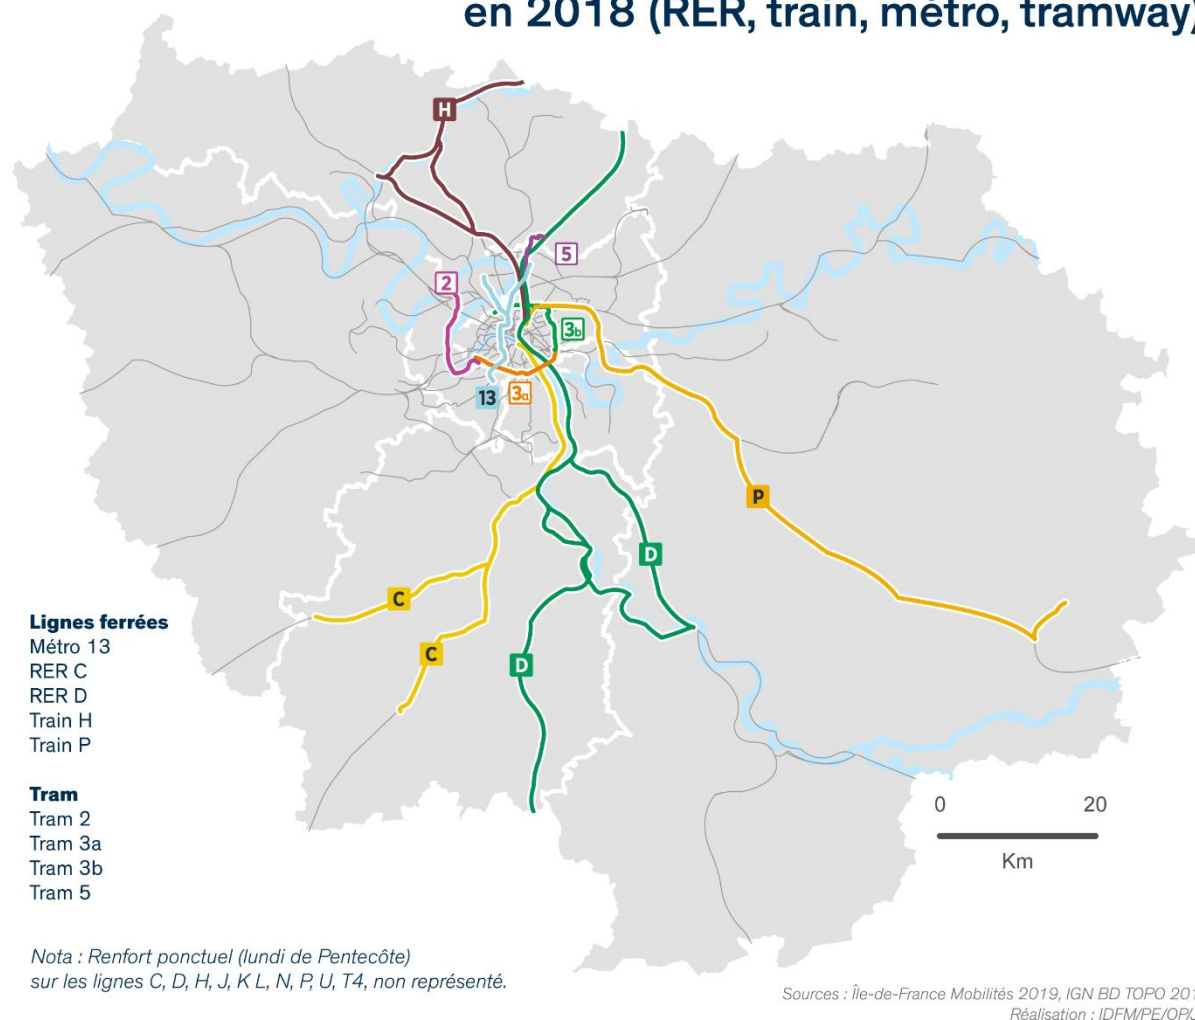 en 2018 (RER, train, métro, tramway)
H
5
2
3b
13
3a
P
D
C
C
D
Lignes ferrées
Métro 13
RER C
RER D
Train H
Train P
Tram
Tram 2
Tram 3a
Tram 3b
Tram 5
0 20
Km
Nota : Renfort ponctuel (lundi de Pentecôte)
sur les lignes C, D, H, J, K L, N, P, U, T4, non représenté.
Sources : Île-de-France Mobilités 2019, IGN BD TOPO
Réalisation :